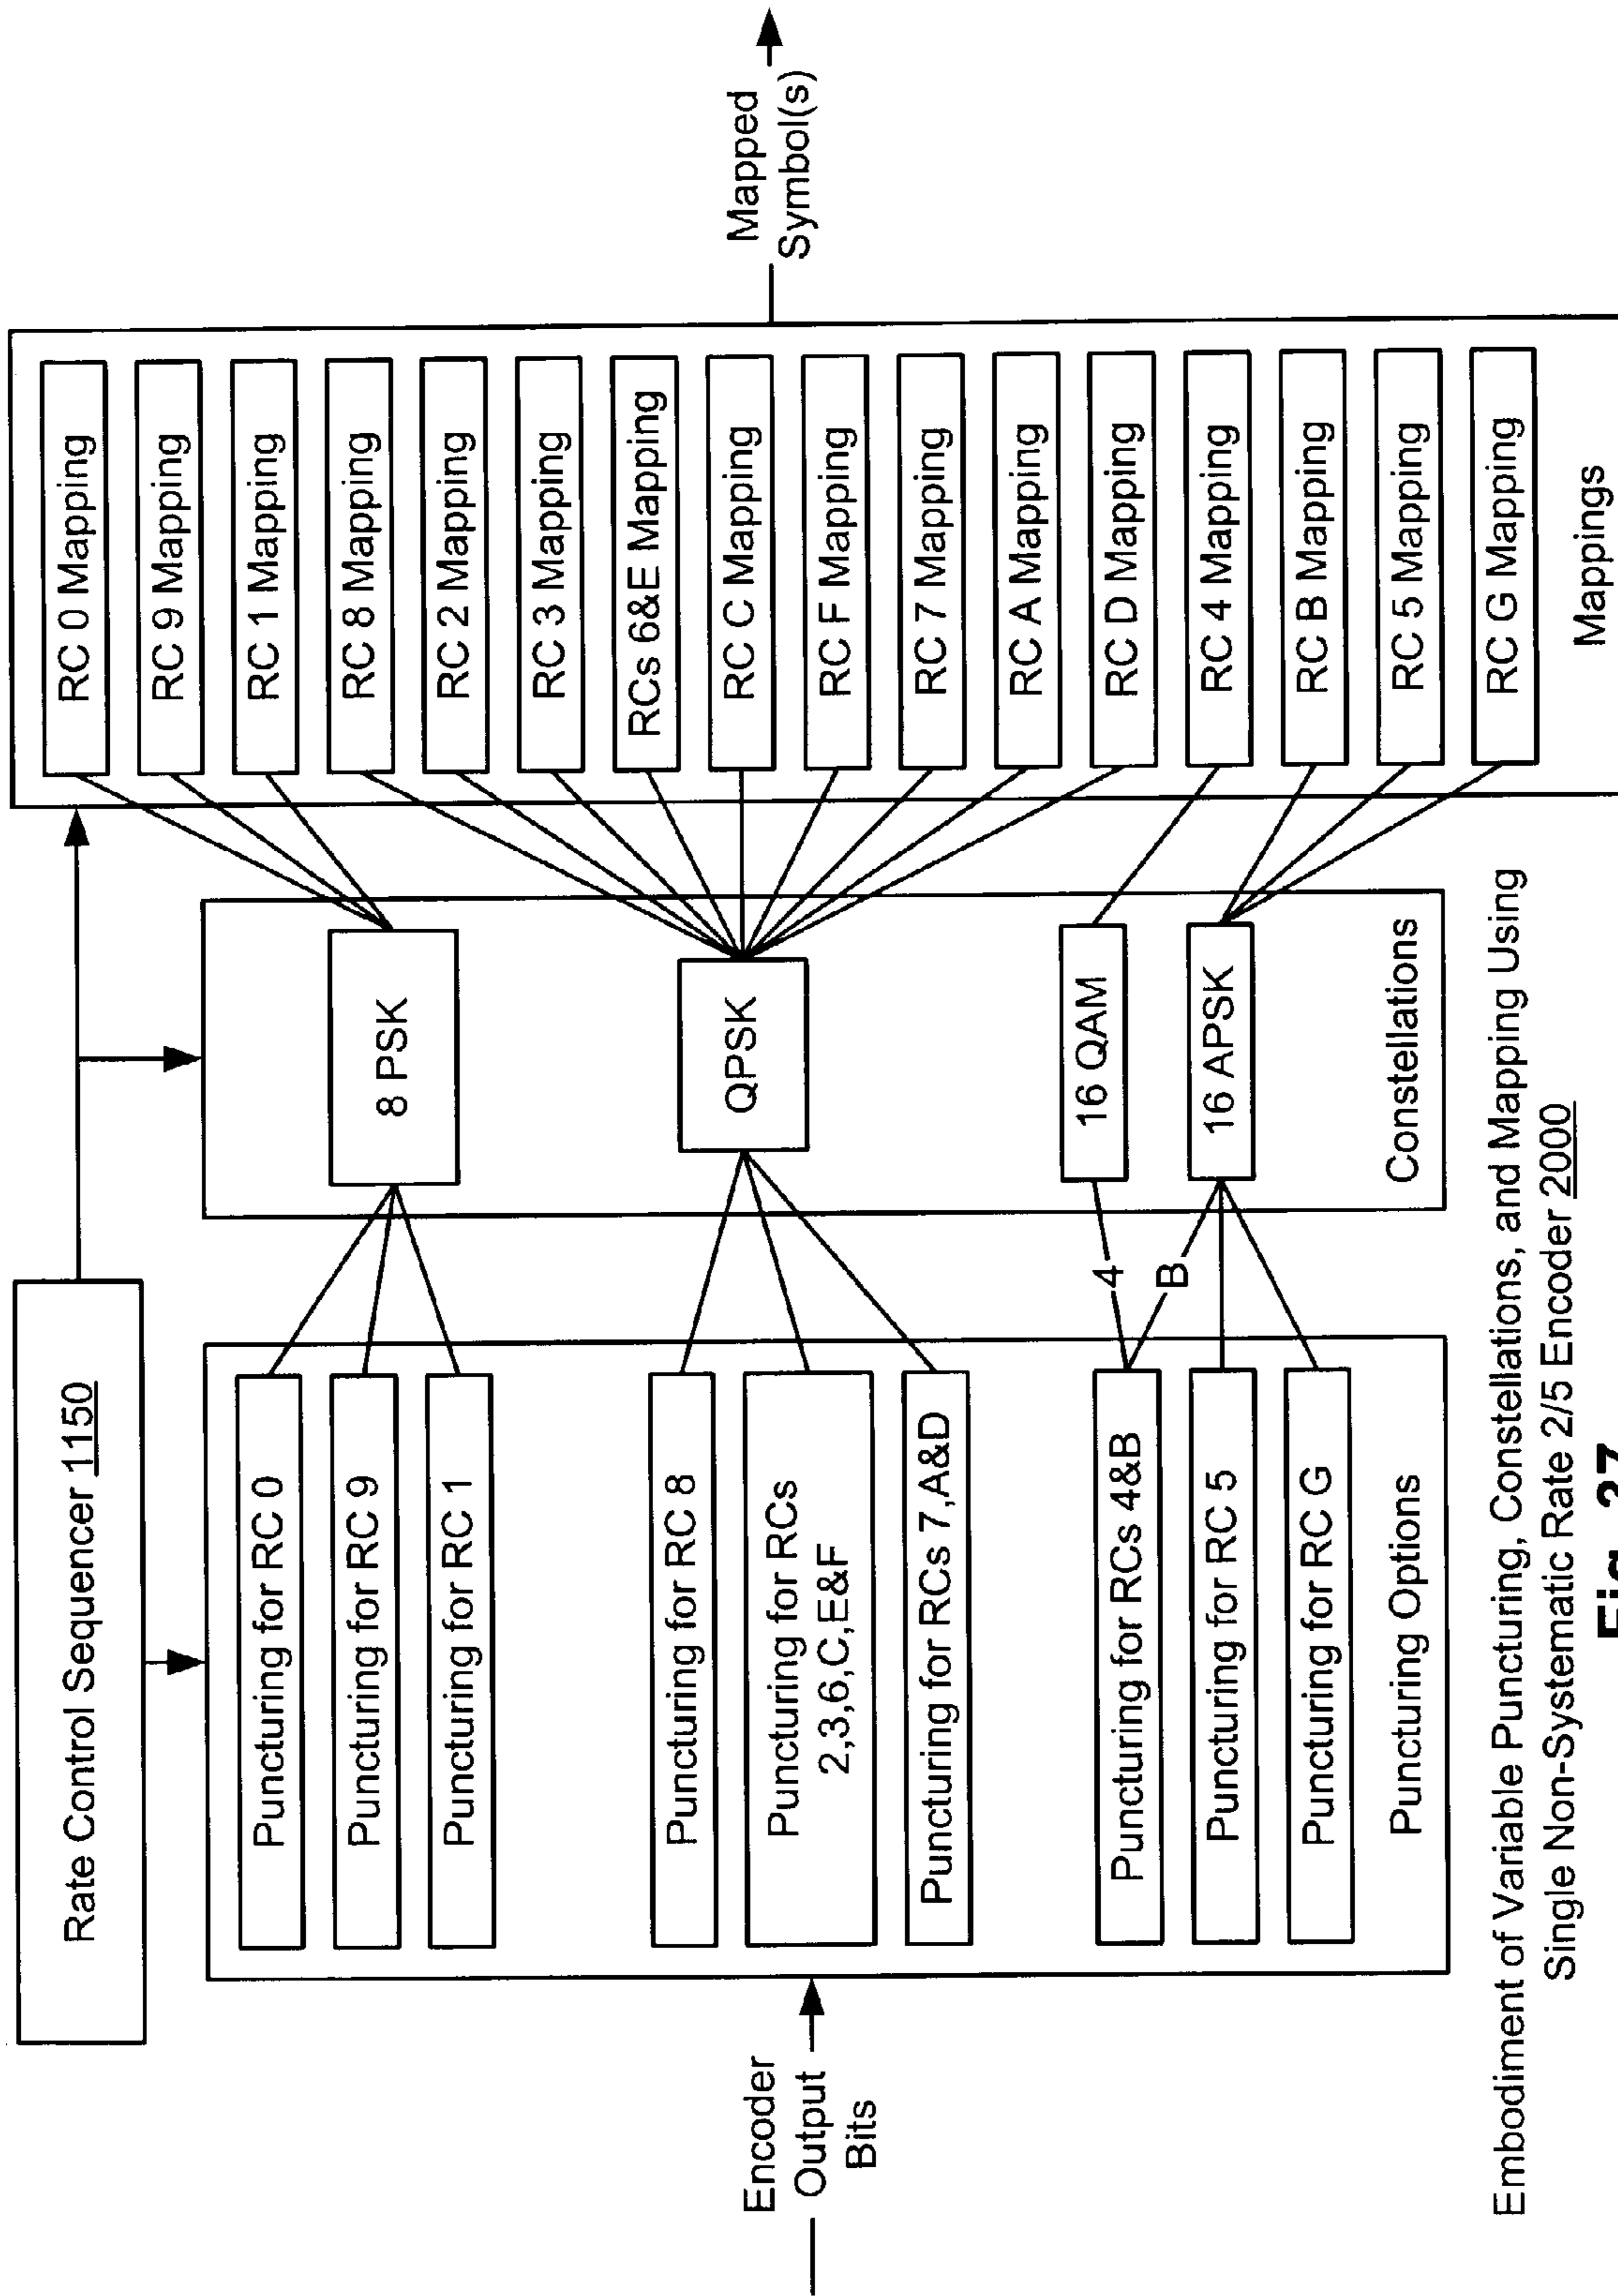 Rate Control Sequencer 1150
Encoder
Output
Bits
Puncturing for RC 0
Puncturing for RC 9
Puncturing for RC 1
Puncturing for RC 8
Puncturing for RCs
2,3,6,C,E&F
Puncturing for RCs 7,A&D
Puncturing for RCs 4&B
Puncturing for RC 5
Puncturing for RC G
Puncturing Options
4
B
8 PSK
QPSK
16 QAM
16 APSK
Constellations
RC 0 Mapping
RC 9 Mapping
RC 1 Mapping
RC 8 Mapping
RC 2 Mapping
RC 3 Mapping
RCs 6&E Mapping
RC C Mapping
RC F Mapping
RC 7 Mapping
RC A Mapping
RC D Mapping
RC 4 Mapping
RC B Mapping
RC 5 Mapping
RC G Mapping
Mappings
Mapped
Symbol(s)
Embodiment of Variable Puncturing, Constellations, and Mapping Using
Single Non-Systematic Rate 2/5 Encoder 2000
Fig.